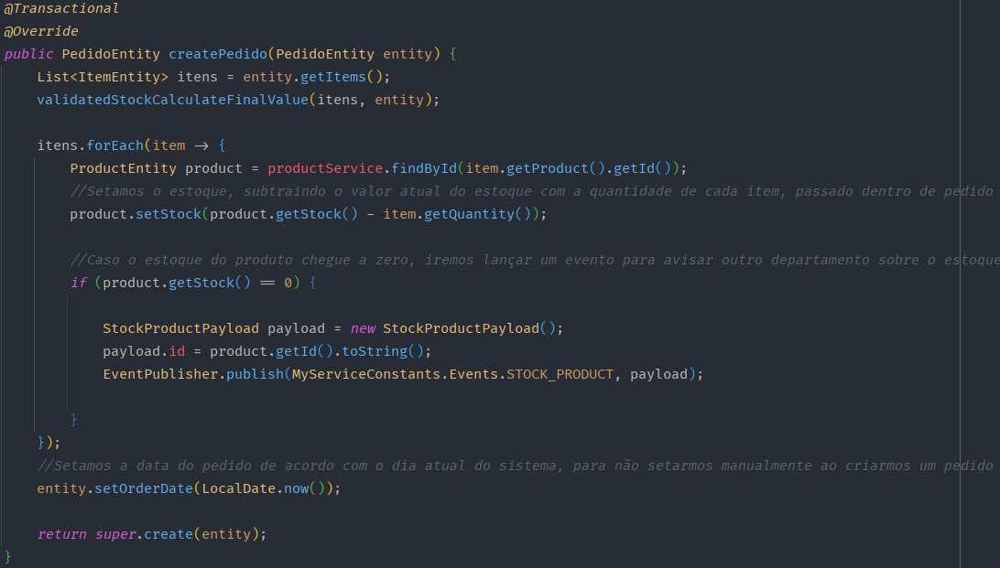 @Transactional
@Override
public PedidoEntity createPedido(PedidoEntity entity) {
List<ItemEntity> itens = entity.getItems();
validatedStockCalculateFinalValue(itens, entity);
itens.forEach(item -> {
ProductEntity product = productService.findById(item.getProduct().getId());
//Setamos o estoque, subtraindo o valor atual do estoque com a quantidade de cada item, passado dentro de pedido
product.setStock(product.getStock() - item.getQuantity());
//Caso o estoque do produto chegue a zero, iremos lançar um evento para avisar outro departamento sobre o estoque
if (product.getStock() == 0) {
StockProductPayload payload = new StockProductPayload();
payload.id = product.getId().toString();
EventPublisher.publish(MyServiceConstants.Events.STOCK_PRODUCT, payload);
}
});
//Setamos a data do pedido de acordo com o dia atual do sistema, para não setarmos manualmente ao criarmos um pedido
entity.setOrderDate(LocalDate.now());
return super.create(entity);
}